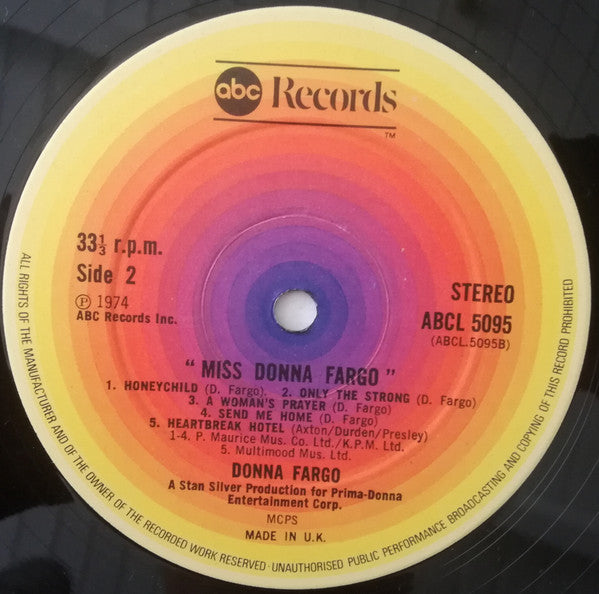 abc Records
TM
33⅓ r.p.m.
Side 2
Ⓟ 1974
ABC Records Inc.
STEREO
ABCL 5095
(ABCL.5095B)
" MISS DONNA FARGO "
1. HONEYCHILD (D. Fargo). 2. ONLY THE STRONG (D. Fargo)
3. A WOMAN'S PRAYER (D. Fargo)
4. SEND ME HOME (D. Fargo)
5. HEARTBREAK HOTEL (Axton/Durden/Presley)
1-4. P. Maurice Mus. Co. Ltd./K.P.M. Ltd.
5. Multimood Mus. Ltd.
DONNA FARGO
A Stan Silver Production for Prima-Donna
Entertainment Corp.
MCPS
MADE IN U.K.
ALL RIGHTS OF THE MANUFACTURER AND OF THE OWNER OF THE RECORDED WORK RESERVED · UNAUTHORISED PUBLIC PERFORMANCE BROADCASTING AND COPYING OF THIS RECORD PROHIBITED